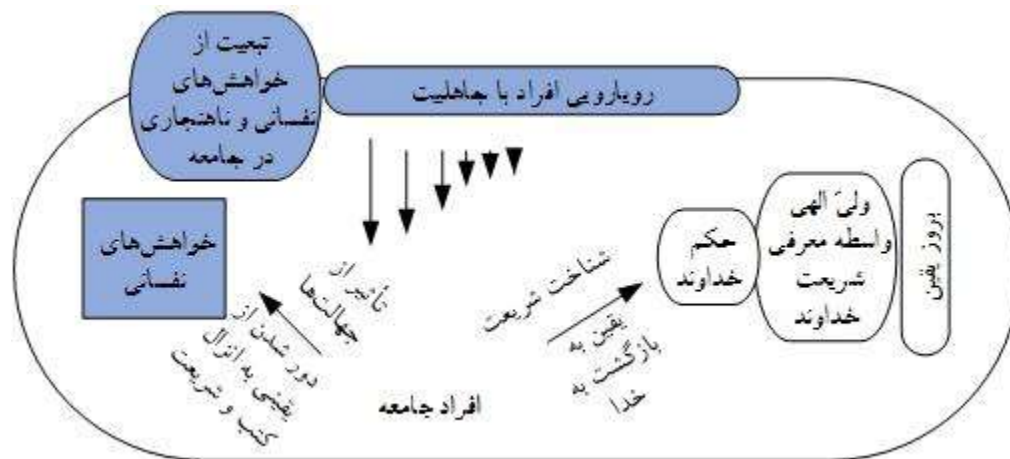 تبعیت از
خواهش‌های
نفسانی و ناهنجاری
در جامعه
رویارویی افراد با جاهلیت
بروز یقین
ولیّ الهی
واسطه معرفی
شریعت
خداوند
حکم
خداوند
شناخت شریعت
یقین به
بازگشت به
خدا
افراد جامعه
تأثیر از
جهالت‌ها
دور شدن از
یقینی به انزال
کتب و شریعت
خواهش‌های
نفسانی